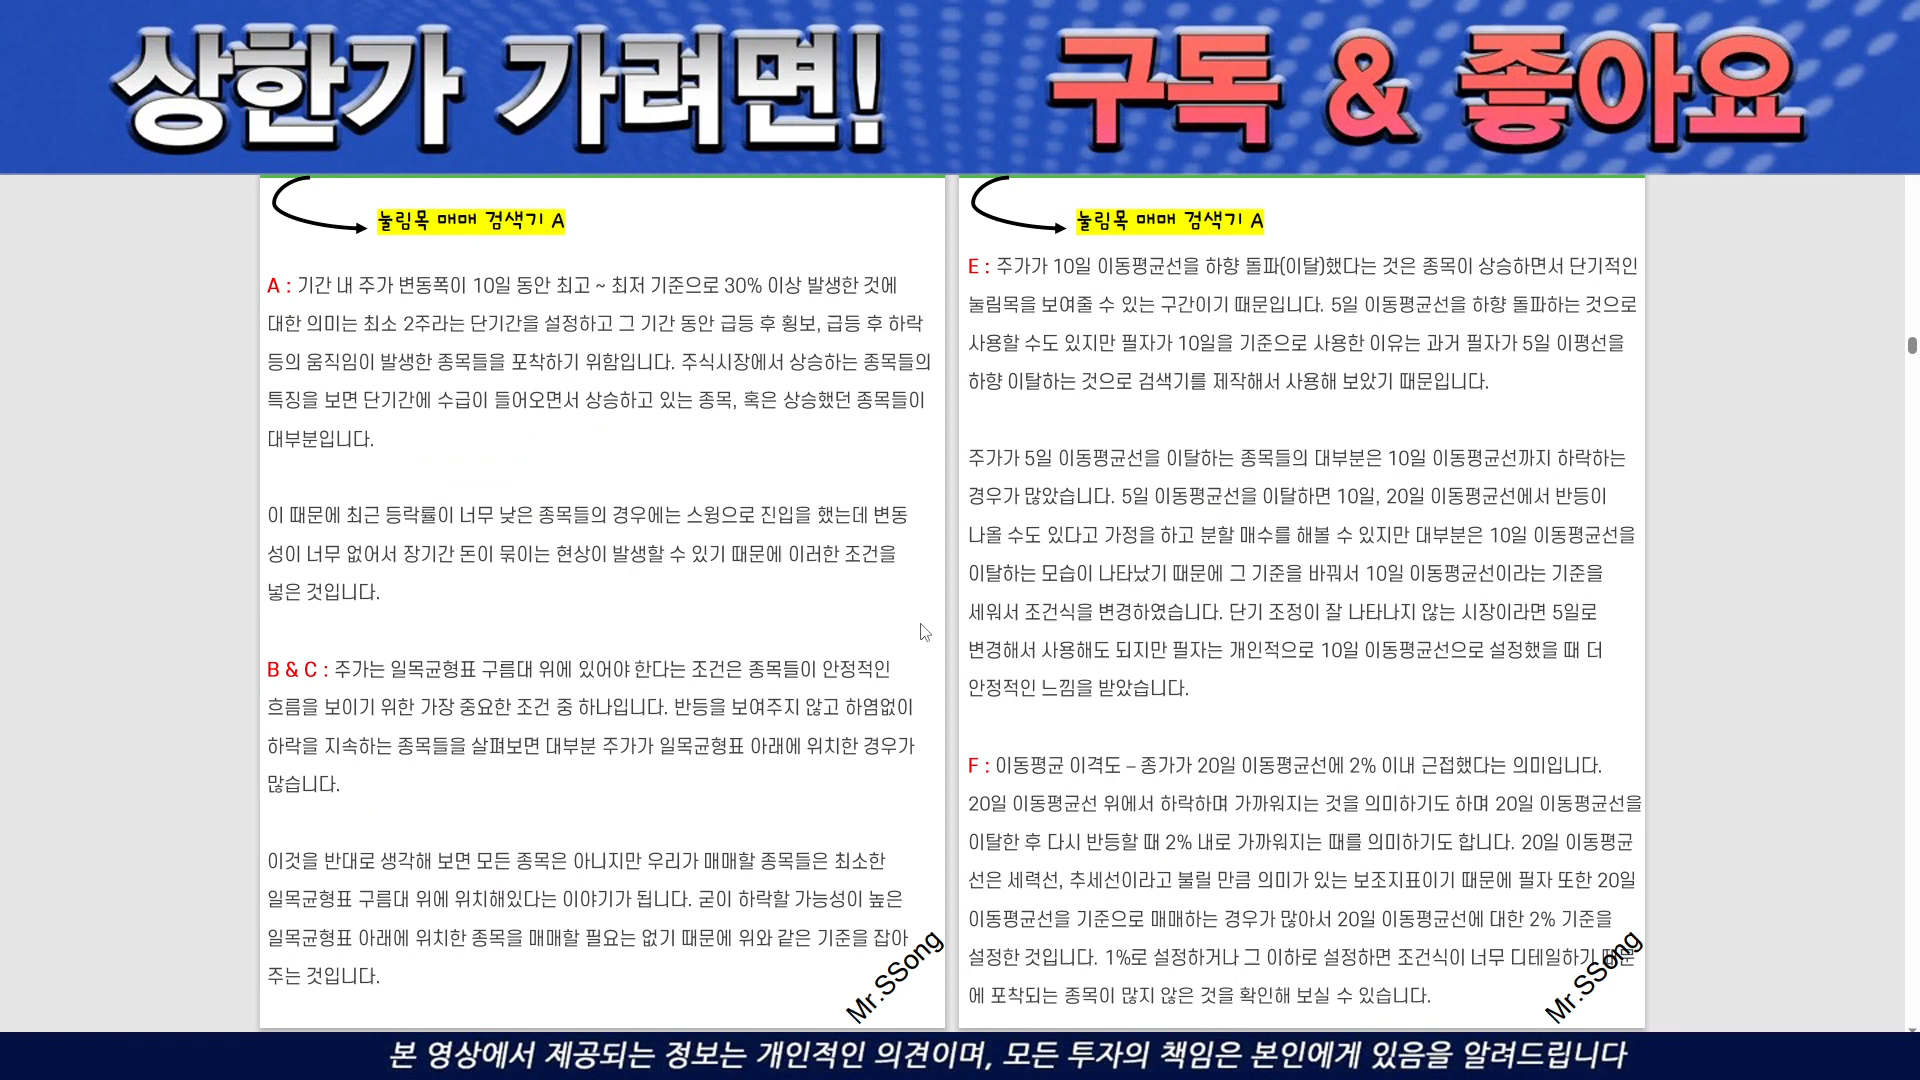 상한가 가려면! 구독 & 좋아요
눌림목 매매 검색기 A
A : 기간 내 주가 변동폭이 10일 동안 최고 ~ 최저 기준으로 30% 이상 발생한 것에
대한 의미는 최소 2주라는 단기간을 설정하고 그 기간 동안 급등 후 횡보, 급등 후 하락
등의 움직임이 발생한 종목들을 포착하기 위함입니다. 주식시장에서 상승하는 종목들의
특징을 보면 단기간에 수급이 들어오면서 상승하고 있는 종목, 혹은 상승했던 종목들이
대부분입니다.
이 때문에 최근 등락률이 너무 낮은 종목들의 경우에는 스윙으로 진입을 했는데 변동
성이 너무 없어서 장기간 돈이 묶이는 현상이 발생할 수 있기 때문에 이러한 조건을
넣은 것입니다.
B & C : 주가는 일목균형표 구름대 위에 있어야 한다는 조건은 종목들이 안정적인
흐름을 보이기 위한 가장 중요한 조건 중 하나입니다. 반등을 보여주지 않고 하염없이
하락을 지속하는 종목들을 살펴보면 대부분 주가가 일목균형표 아래에 위치한 경우가
많습니다.
이것을 반대로 생각해 보면 모든 종목은 아니지만 우리가 매매할 종목들은 최소한
일목균형표 구름대 위에 위치해있다는 이야기가 됩니다. 굳이 하락할 가능성이 높은
일목균형표 아래에 위치한 종목을 매매할 필요는 없기 때문에 위와 같은 기준을 잡아
주는 것입니다.
Mr.SSong
눌림목 매매 검색기 A
E : 주가가 10일 이동평균선을 하향 돌파(이탈)했다는 것은 종목이 상승하면서 단기적인
눌림목을 보여줄 수 있는 구간이기 때문입니다. 5일 이동평균선을 하향 돌파하는 것으로
사용할 수도 있지만 필자가 10일을 기준으로 사용한 이유는 과거 필자가 5일 이평선을
하향 이탈하는 것으로 검색기를 제작해서 사용해 보았기 때문입니다.
주가가 5일 이동평균선을 이탈하는 종목들의 대부분은 10일 이동평균선까지 하락하는
경우가 많았습니다. 5일 이동평균선을 이탈하면 10일, 20일 이동평균선에서 반등이
나올 수도 있다고 가정을 하고 분할 매수를 해볼 수 있지만 대부분은 10일 이동평균선을
이탈하는 모습이 나타났기 때문에 그 기준을 바꿔서 10일 이동평균선이라는 기준을
세워서 조건식을 변경하였습니다. 단기 조정이 잘 나타나지 않는 시장이라면 5일로
변경해서 사용해도 되지만 필자는 개인적으로 10일 이동평균선으로 설정했을 때 더
안정적인 느낌을 받았습니다.
F : 이동평균 이격도 – 종가가 20일 이동평균선에 2% 이내 근접했다는 의미입니다.
20일 이동평균선 위에서 하락하며 가까워지는 것을 의미하기도 하며 20일 이동평균선을
이탈한 후 다시 반등할 때 2% 내로 가까워지는 때를 의미하기도 합니다. 20일 이동평균
선은 세력선, 추세선이라고 불릴 만큼 의미가 있는 보조지표이기 때문에 필자 또한 20일
이동평균선을 기준으로 매매하는 경우가 많아서 20일 이동평균선에 대한 2% 기준을
설정한 것입니다. 1%로 설정하거나 그 이하로 설정하면 조건식이 너무 디테일하기 때문
에 포착되는 종목이 많지 않은 것을 확인해 보실 수 있습니다.
Mr.SSong
본 영상에서 제공되는 정보는 개인적인 의견이며, 모든 투자의 책임은 본인에게 있음을 알려드립니다